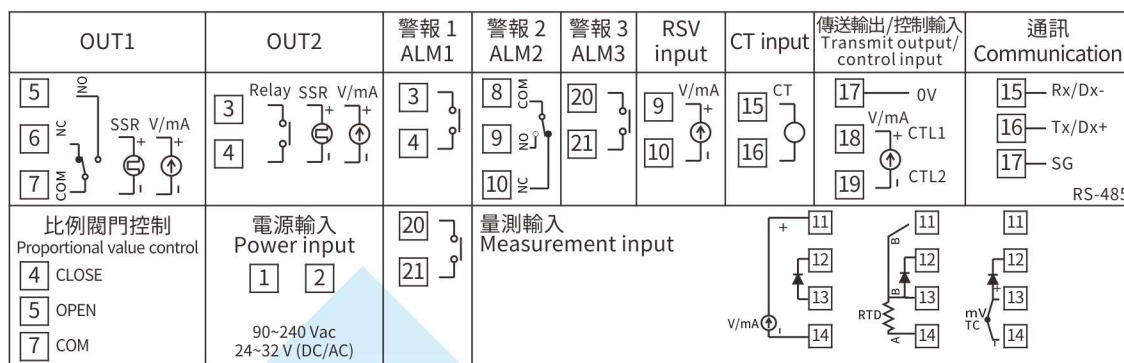 OUT1
OUT2
警報 1
ALM1
警報 2
ALM2
警報 3
ALM3
RSV
input
CT input
傳送輸出/控制輸入
Transmit output/
control input
通訊
Communication
5
NO
6
NC
7
COM
SSR
+
-
V/mA
+
-
3
4
Relay
SSR
+
-
V/mA
+
-
3
4
8
COM
9
NO
10
NC
20
21
9
10
V/mA
+
-
15
16
CT
17
0V
18
V/mA
+
CTL1
19
-
CTL2
15
Rx/Dx-
16
Tx/Dx+
17
SG
RS-485
比例閥門控制
Proportional value control
4 CLOSE
5 OPEN
7 COM
電源輸入
Power input
1 2
90~240 Vac
24~32 V (DC/AC)
20
21
量測輸入
Measurement input
+
11
12
13
V/mA
-
14
B
11
12
B
13
RTD
A
14
11
12
+
13
mV
TC
-
14